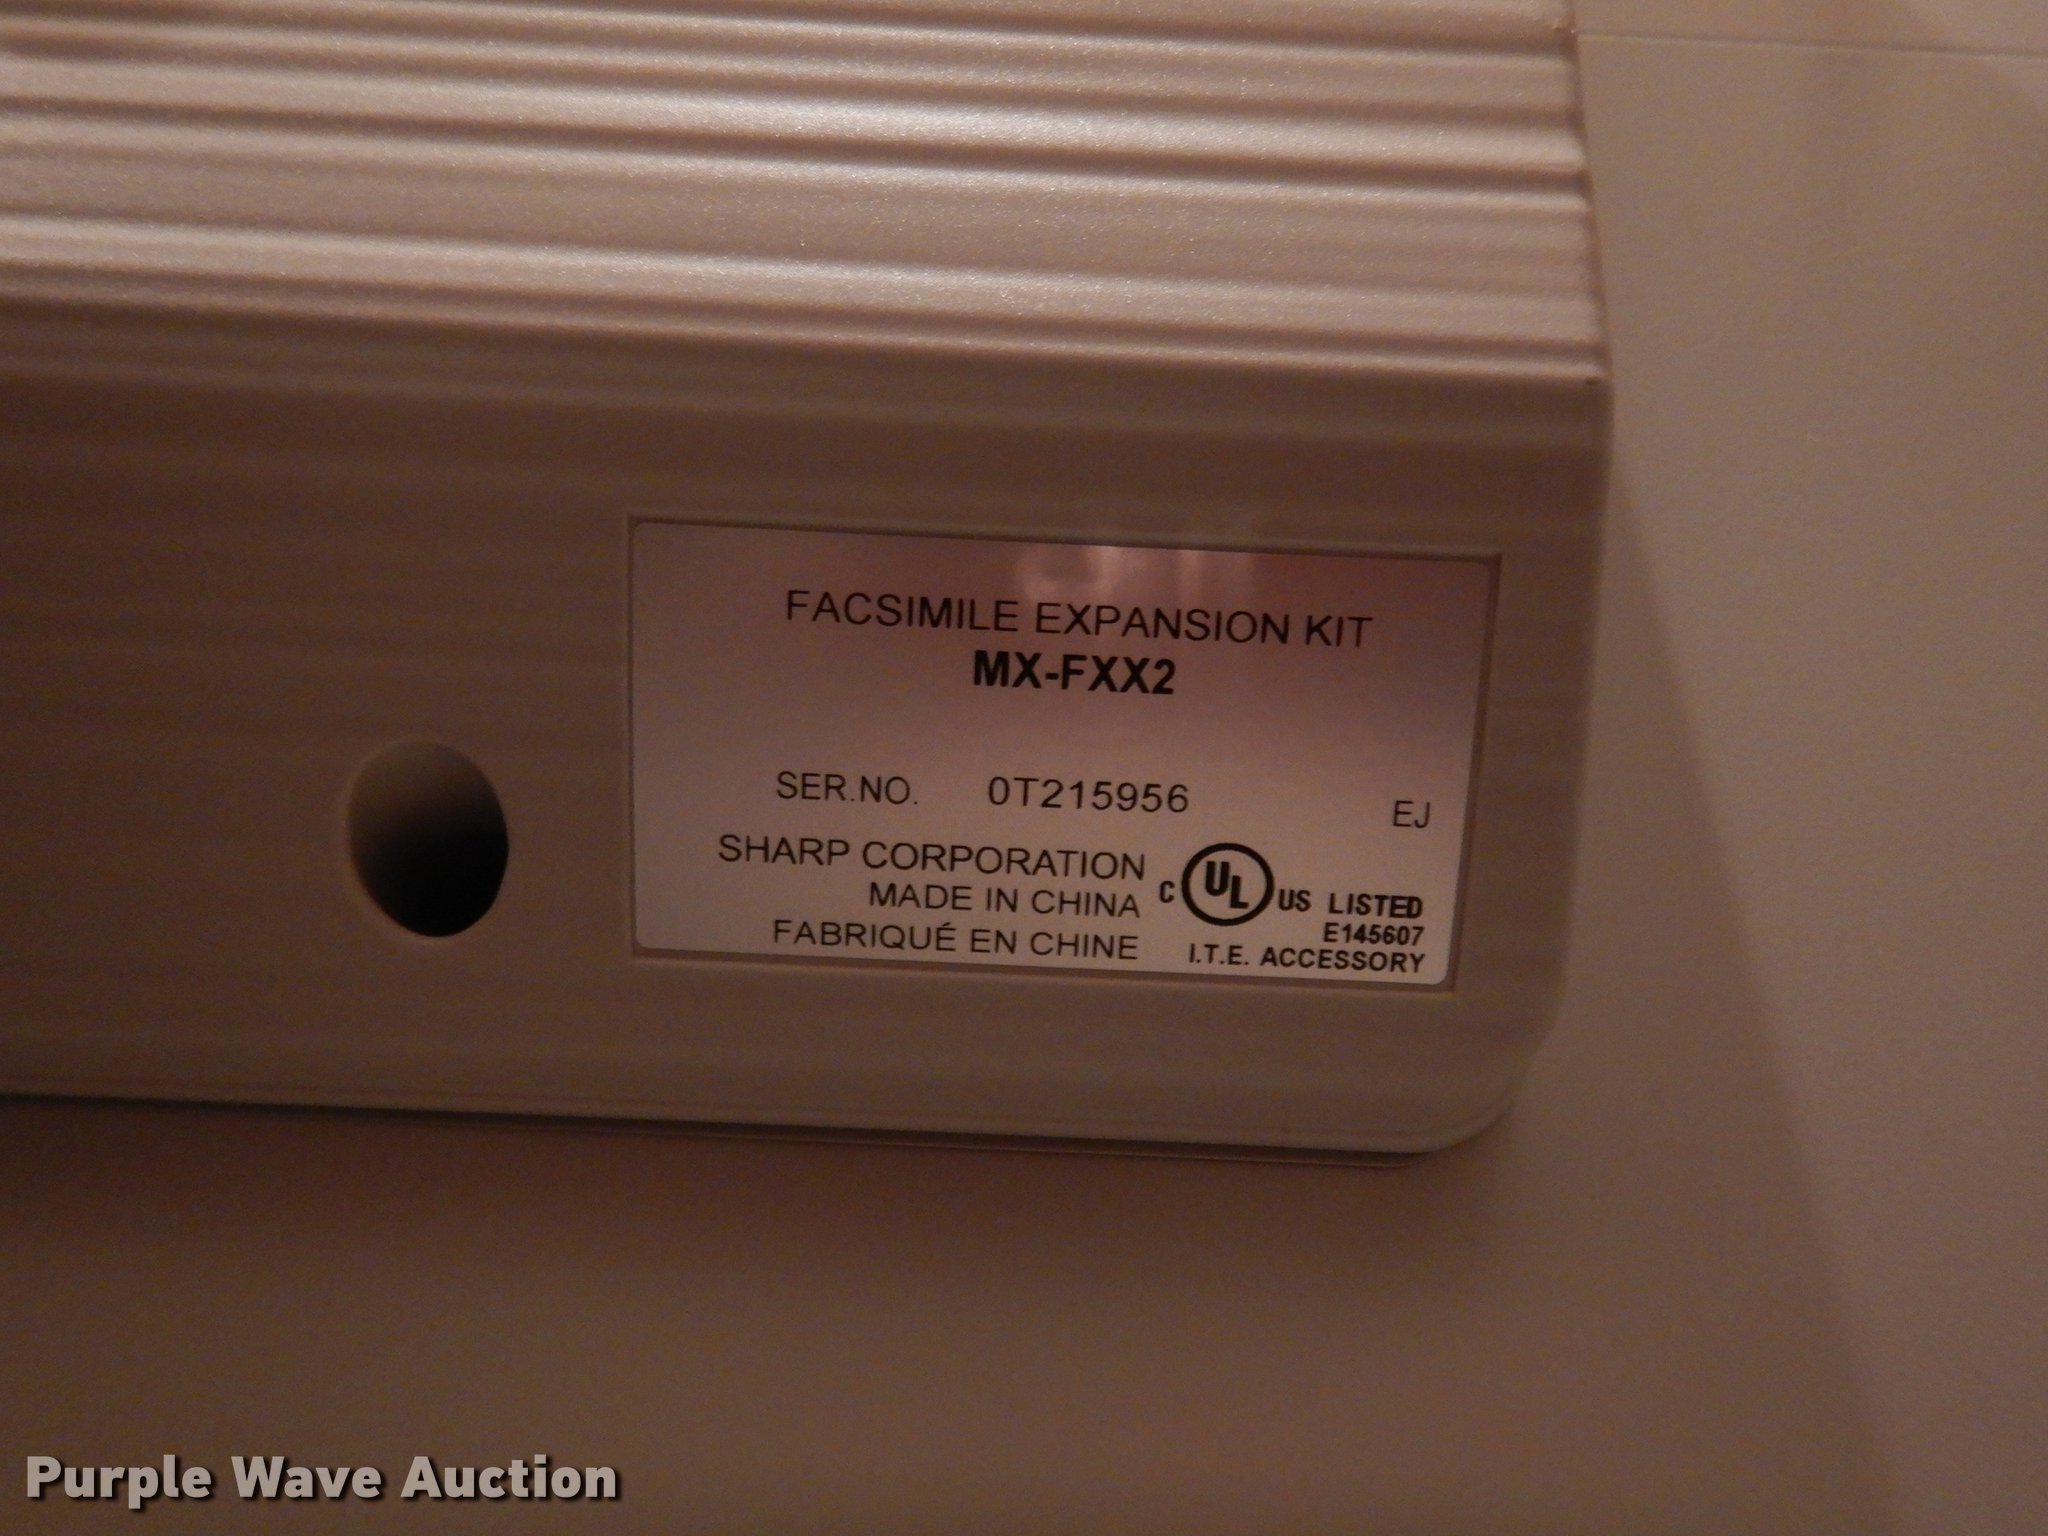 FACSIMILE EXPANSION KIT
MX-FXX2
SER.NO. 0T215956
EJ
SHARP CORPORATION
MADE IN CHINA
FABRIQUÉ EN CHINE
C UL US LISTED
E145607
I.T.E. ACCESSORY
Purple Wave Auction